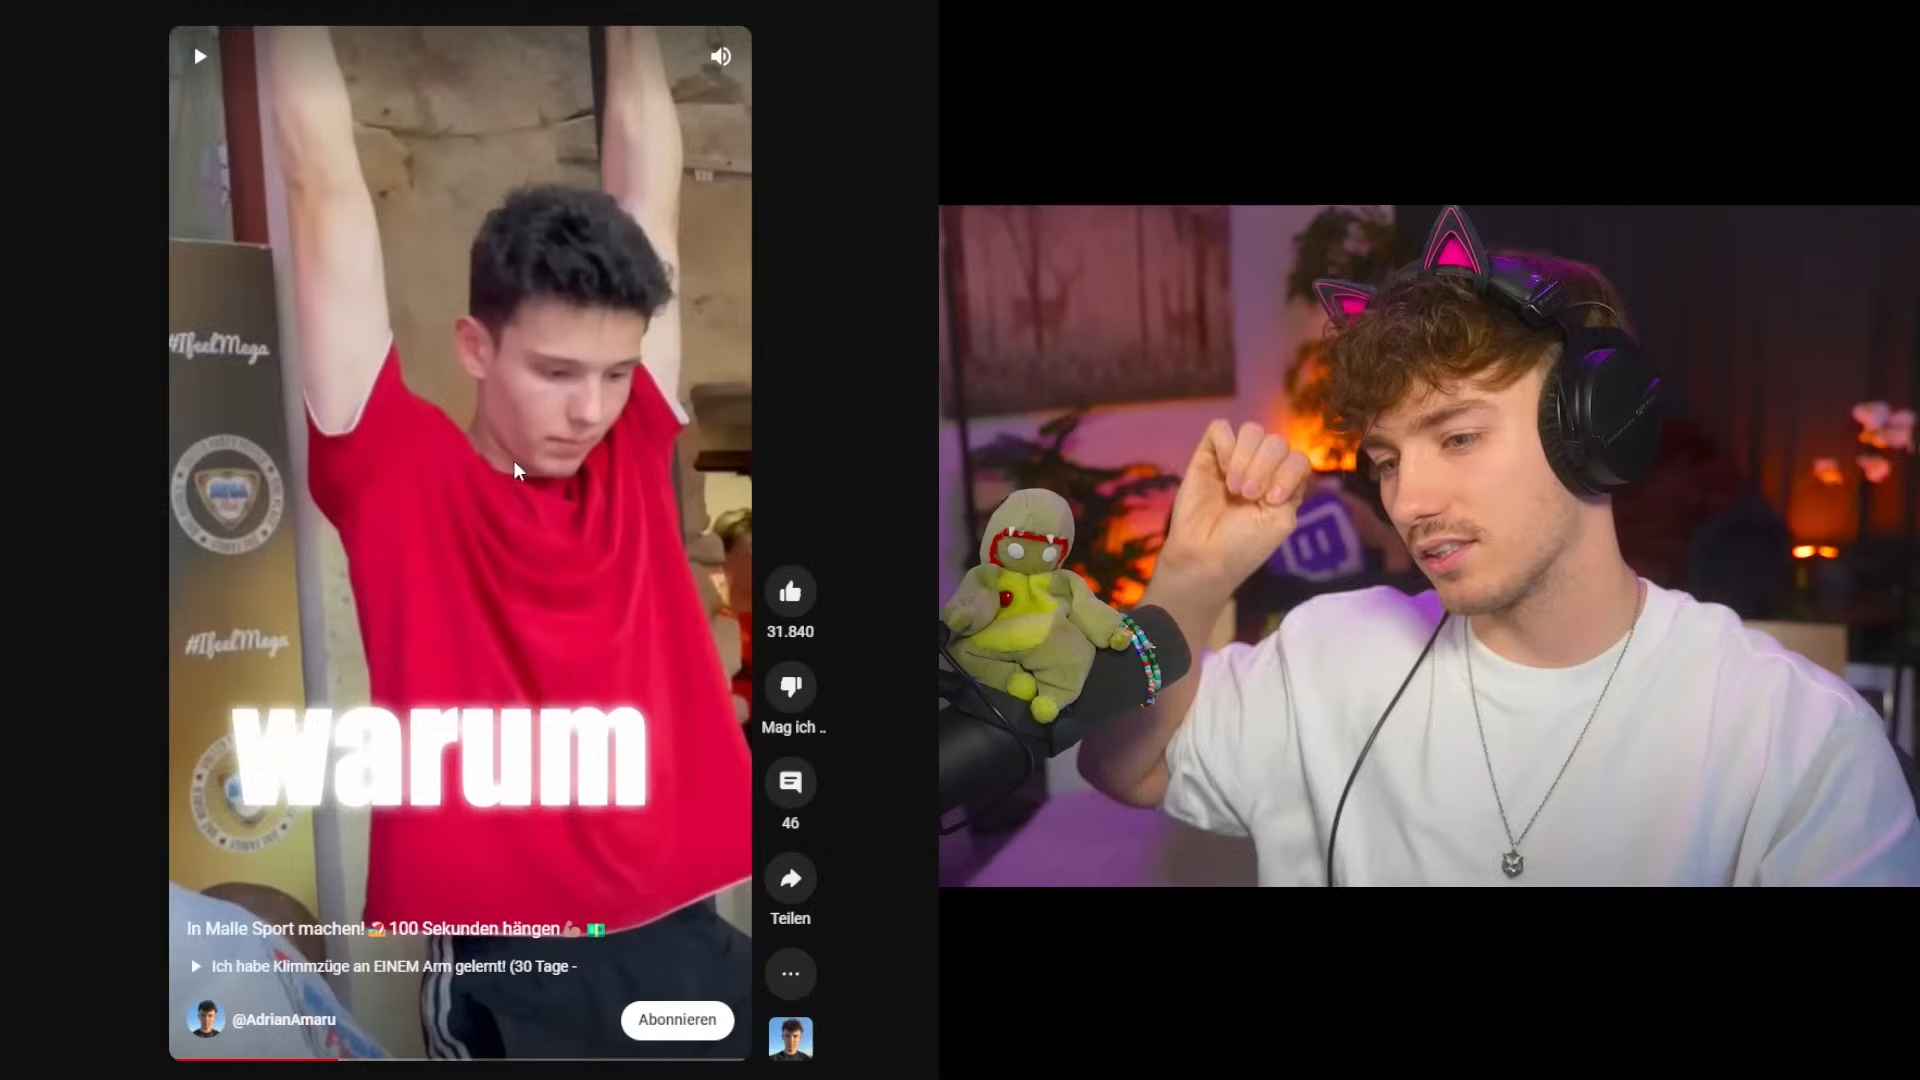 #IfeelMega
#IfeelMega
warum
In Malle Sport machen! 🏖️ 100 Sekunden hängen 💪🏽 💵
Ich habe Klimmzüge an EINEM Arm gelernt! (30 Tage -
@AdrianAmaru
Abonnieren
31.840
Mag ich ..
46
Teilen